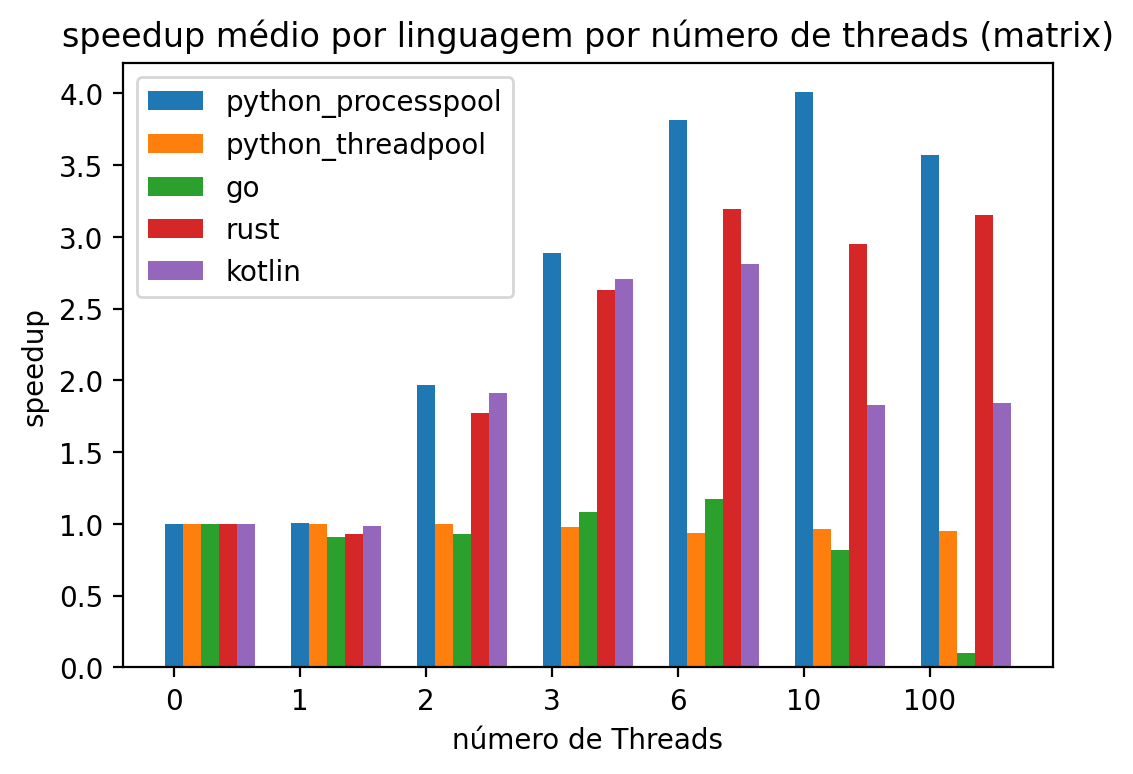 speedup médio por linguagem por número de threads (matrix)
4.0
3.5
3.0
2.5
2.0
1.5
1.0
0.5
0.0
speedup
python_processpool
python_threadpool
go
rust
kotlin
0 1 2 3 6 10 100
número de Threads